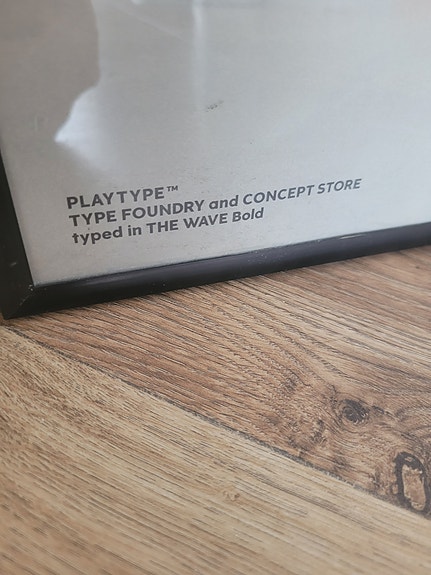 PLAYTYPE™
TYPE FOUNDRY and CONCEPT STORE
typed in THE WAVE Bold